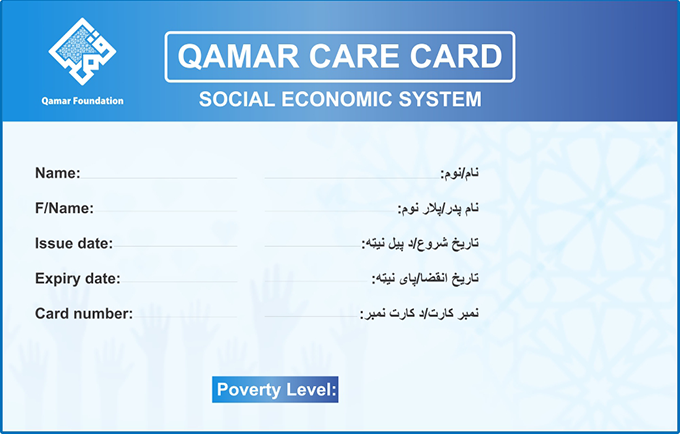 Qamar Foundation
QAMAR CARE CARD
SOCIAL ECONOMIC SYSTEM
Name: نام/نوم:
F/Name: نام پدر/پلار نوم:
Issue date: تاریخ شروع/د پیل نیته:
Expiry date: تاریخ انقضا/پای نیټه:
Card number: نمبر کارت/د کارت نمبر:
Poverty Level: